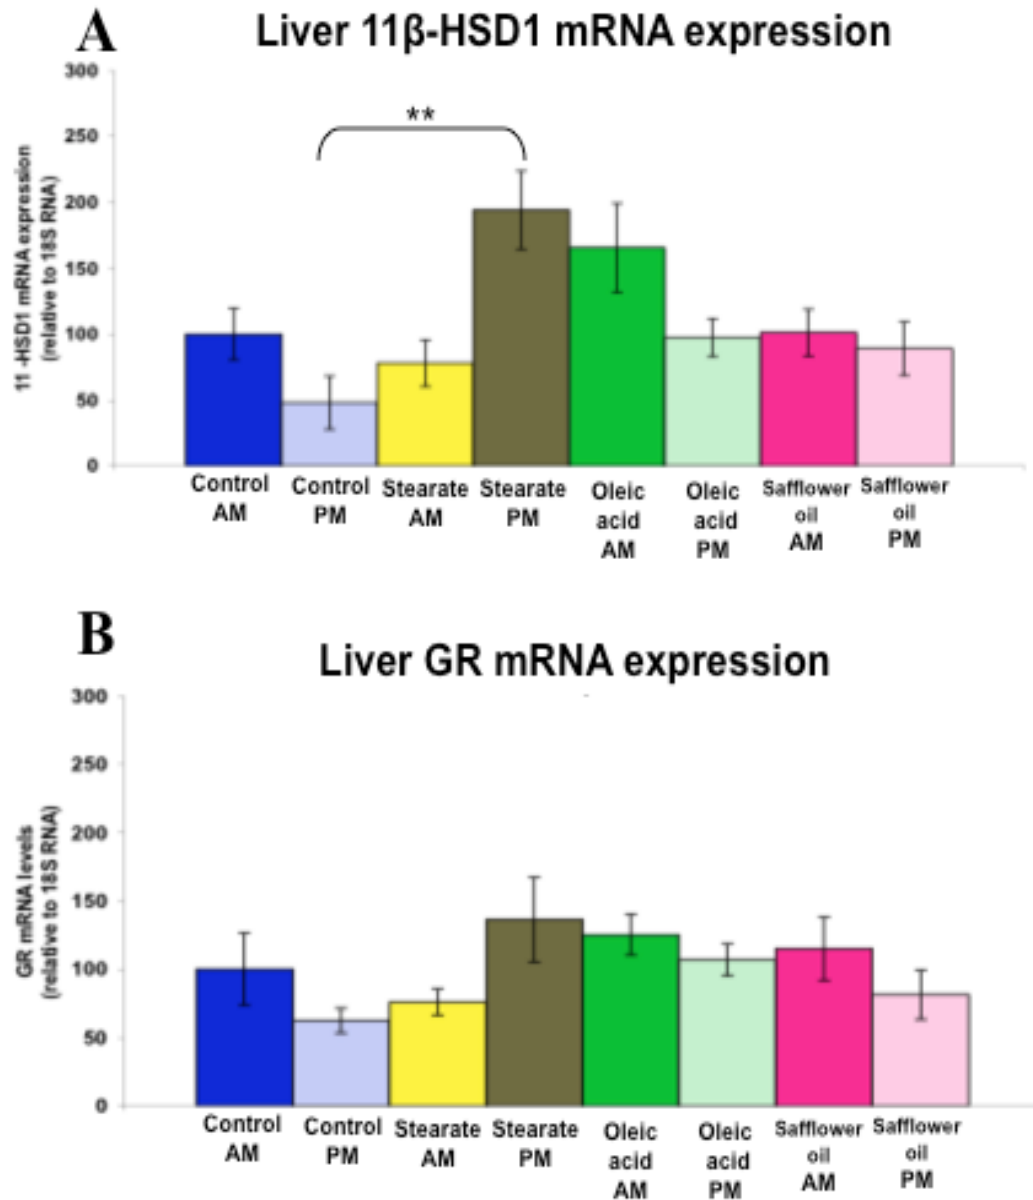 A
Liver 11β-HSD1 mRNA expression
11 -HSD1 mRNA expression
(relative to 18S RNA)
300
250
200
150
100
50
0
**
Control
AM
Control
PM
Stearate
AM
Stearate
PM
Oleic
acid
AM
Oleic
acid
PM
Safflower
oil
AM
Safflower
oil
PM
B
Liver GR mRNA expression
GR mRNA levels
(relative to 18S RNA)
300
250
200
150
100
50
0
Control
AM
Control
PM
Stearate
AM
Stearate
PM
Oleic
acid
AM
Oleic
acid
PM
Safflower
oil
AM
Safflower
oil
PM